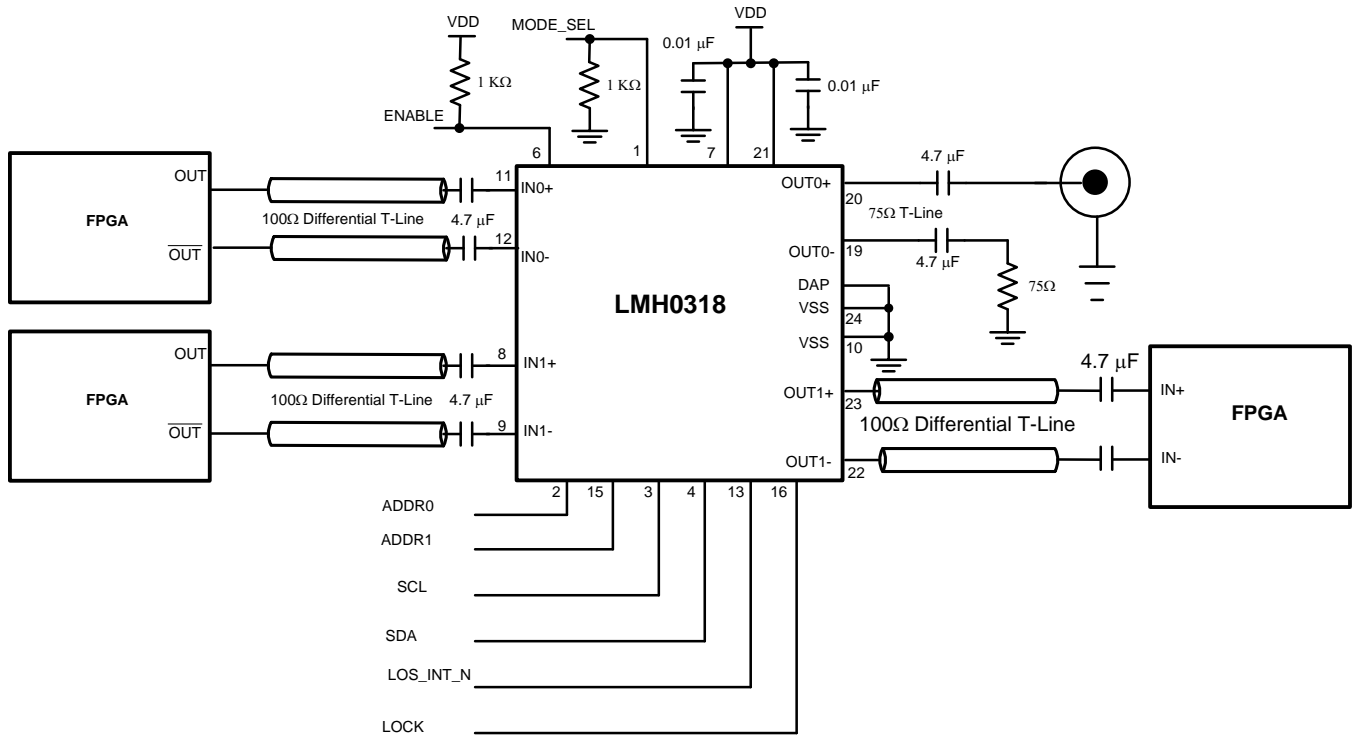 VDD
MODE_SEL
VDD
0.01 μF
1 KΩ
1 KΩ
0.01 μF
ENABLE
6
1
7
21
4.7 μF
OUT
11
IN0+
OUT0+
20
FPGA
100Ω Differential T-Line
4.7 μF
75Ω T-Line
OUT
12
IN0-
OUT0-
19
4.7 μF
75Ω
DAP
LMH0318
VSS
24
VSS
10
OUT
8
IN1+
4.7 μF
FPGA
100Ω Differential T-Line
4.7 μF
OUT1+
23
IN+
100Ω Differential T-Line
FPGA
OUT
9
IN1-
OUT1-
22
IN-
2
15
3
4
13
16
ADDR0
ADDR1
SCL
SDA
LOS_INT_N
LOCK